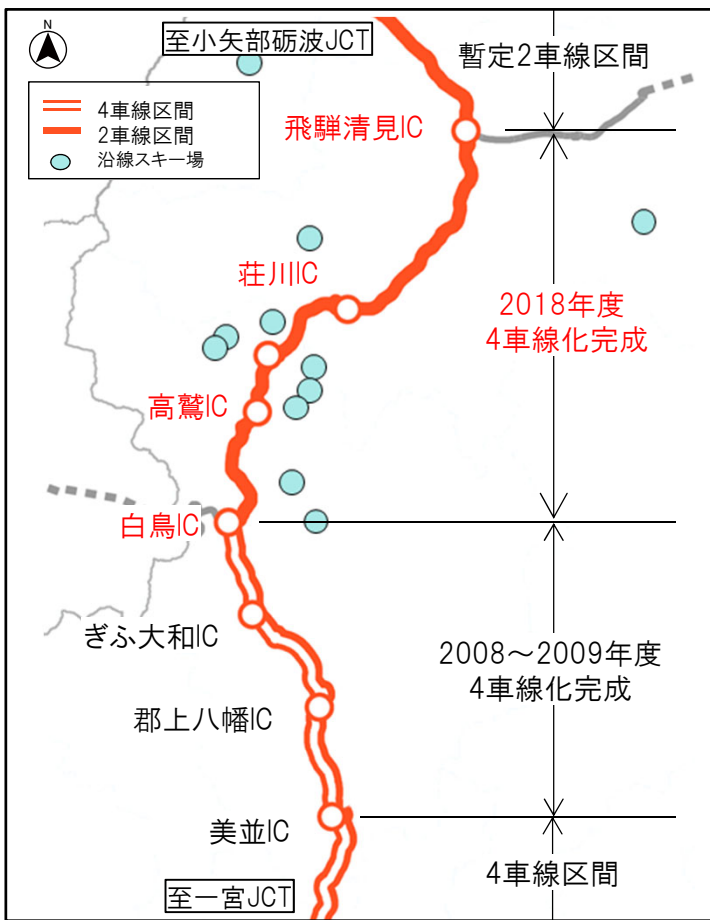 N
至小矢部砺波JCT
暫定2車線区間
4車線区間
2車線区間
沿線スキー場
飛騨清見IC
荘川IC
2018年度
4車線化完成
高鷲IC
白鳥IC
ぎふ大和IC
2008～2009年度
4車線化完成
郡上八幡IC
美並IC
4車線区間
至一宮JCT